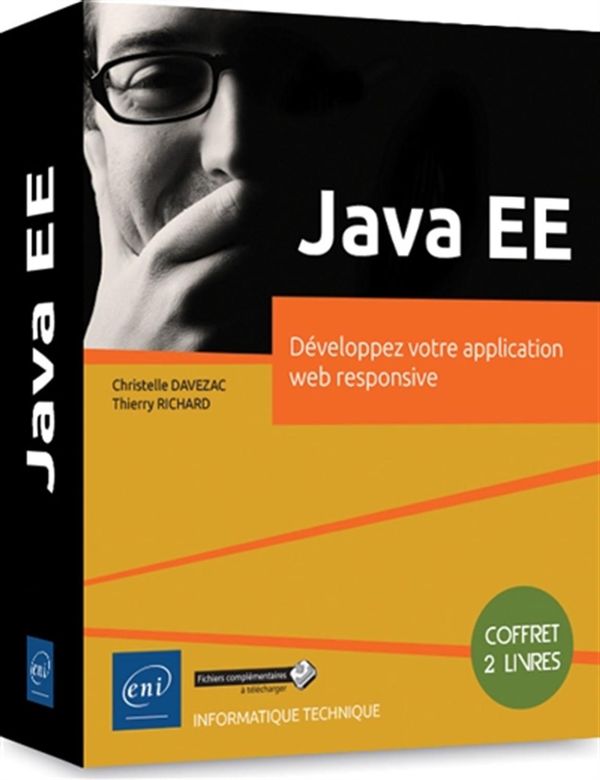 Java EE
Java EE
Développez votre application
web responsive
Christelle DAVEZAC
Thierry RICHARD
COFFRET
2 LIVRES
eni
eni
Fichiers complémentaires
à télécharger
INFORMATIQUE TECHNIQUE